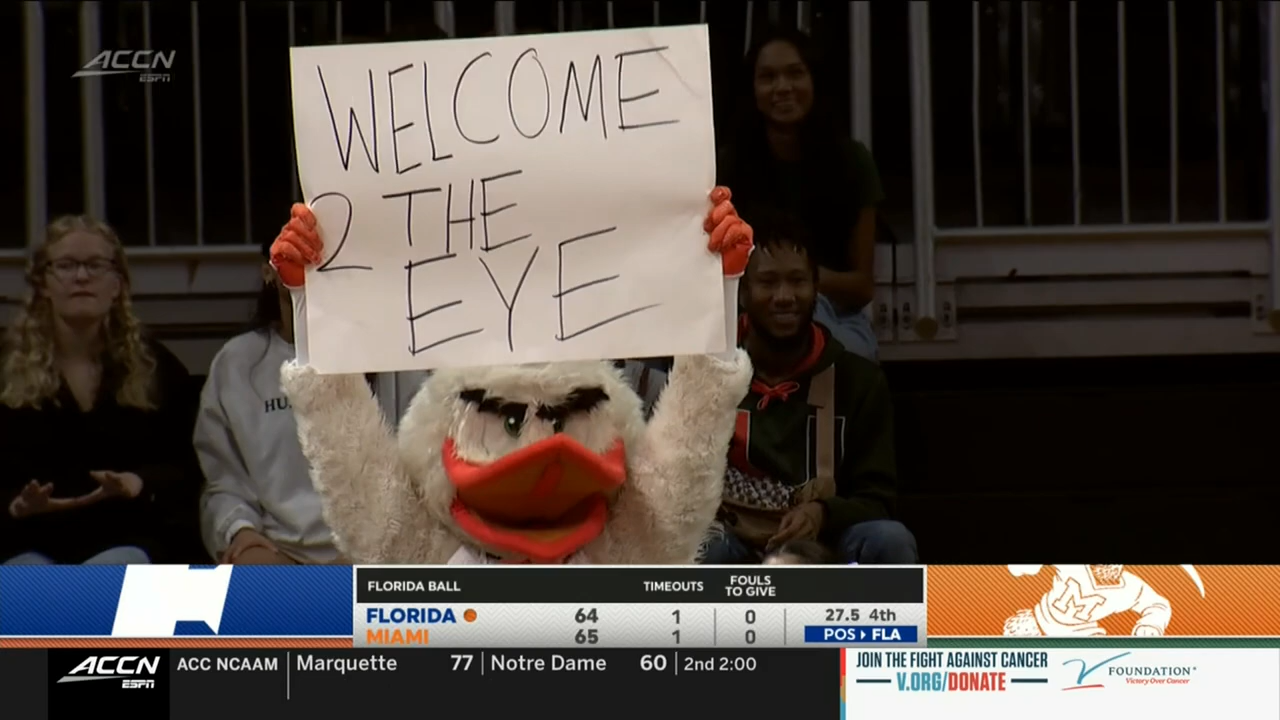 ACCN
ESPN
WELCOME
2 THE
EYE
HU
U
FLORIDA BALL TIMEOUTS FOULS TO GIVE
FLORIDA 64 1 0 27.5 4th
MIAMI 65 1 0 POS FLA
M
ACCN
ESPN
ACC NCAAM Marquette 77 Notre Dame 60 2nd 2:00
JOIN THE FIGHT AGAINST CANCER
V.ORG/DONATE
V FOUNDATION®
Victory Over Cancer